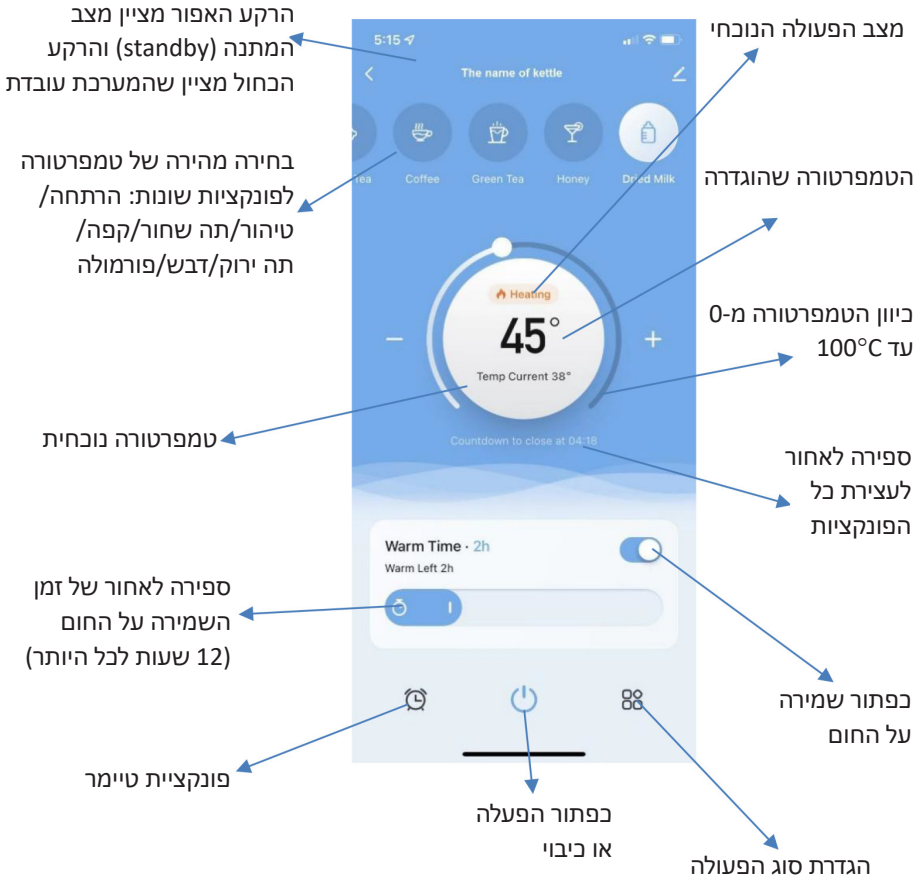 הרקע האפור מציין מצב
המתנה (standby) והרקע
הכחול מציין שהמערכת עובדת
מצב הפעולה הנוכחי
5:15
The name of kettle
בחירה מהירה של טמפרטורה
לפונקציות שונות: הרתחה/
טיהור/תה שחור/קפה/
תה ירוק/דבש/פורמולה
Tea
Coffee
Green Tea
Honey
Dried Milk
הטמפרטורה שהוגדרה
Heating
45°
Temp Current 38°
−
+
כיוון הטמפרטורה מ-0
עד 100°C
טמפרטורה נוכחית
Countdown to close at 04:18
ספירה לאחור
לעצירת כל
הפונקציות
Warm Time · 2h
Warm Left 2h
ספירה לאחור של זמן
השמירה על החום
(12 שעות לכל היותר)
כפתור שמירה
על החום
פונקציית טיימר
כפתור הפעלה
או כיבוי
הגדרת סוג הפעולה